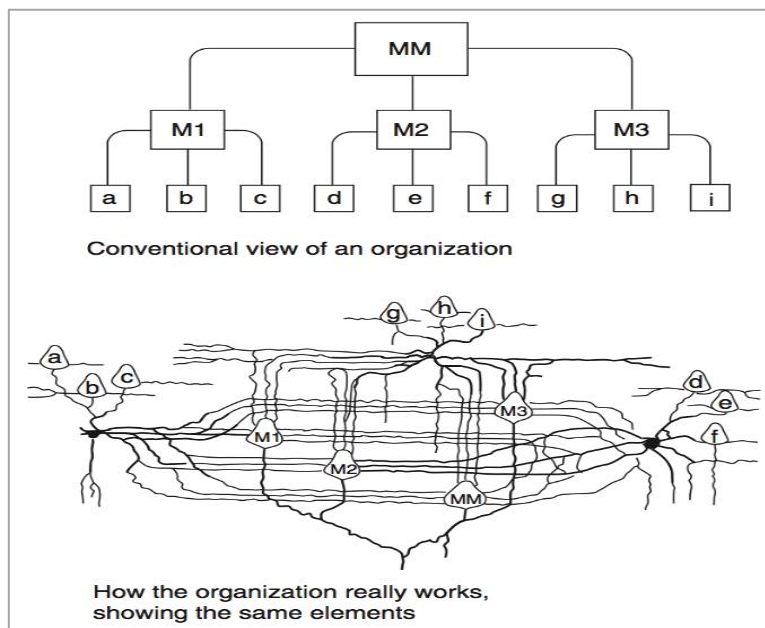 MM
M1 M2 M3
a b c d e f g h i
Conventional view of an organization
g h i
a b c d e f
M1 M2 M3 MM
How the organization really works,
showing the same elements